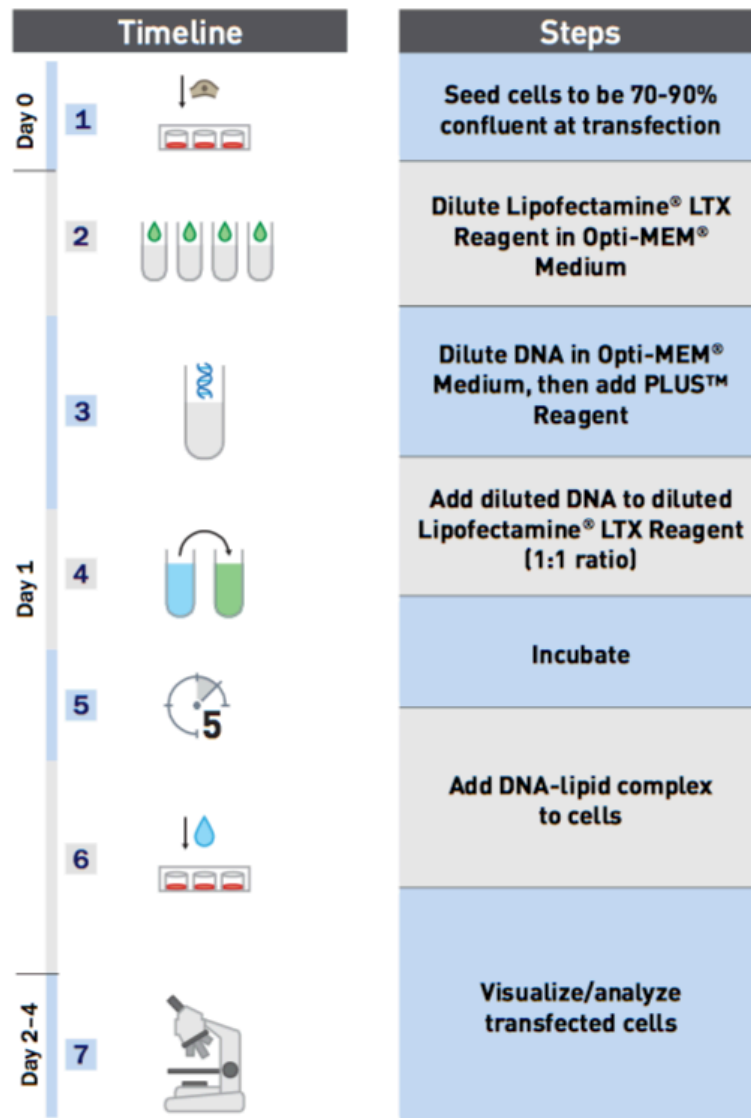 Timeline
Steps
Day 0
1
Seed cells to be 70-90%
confluent at transfection
Day 1
2
Dilute Lipofectamine® LTX
Reagent in Opti-MEM®
Medium
3
Dilute DNA in Opti-MEM®
Medium, then add PLUS™
Reagent
4
Add diluted DNA to diluted
Lipofectamine® LTX Reagent
(1:1 ratio)
5
5
Incubate
6
Add DNA-lipid complex
to cells
Day 2–4
7
Visualize/analyze
transfected cells